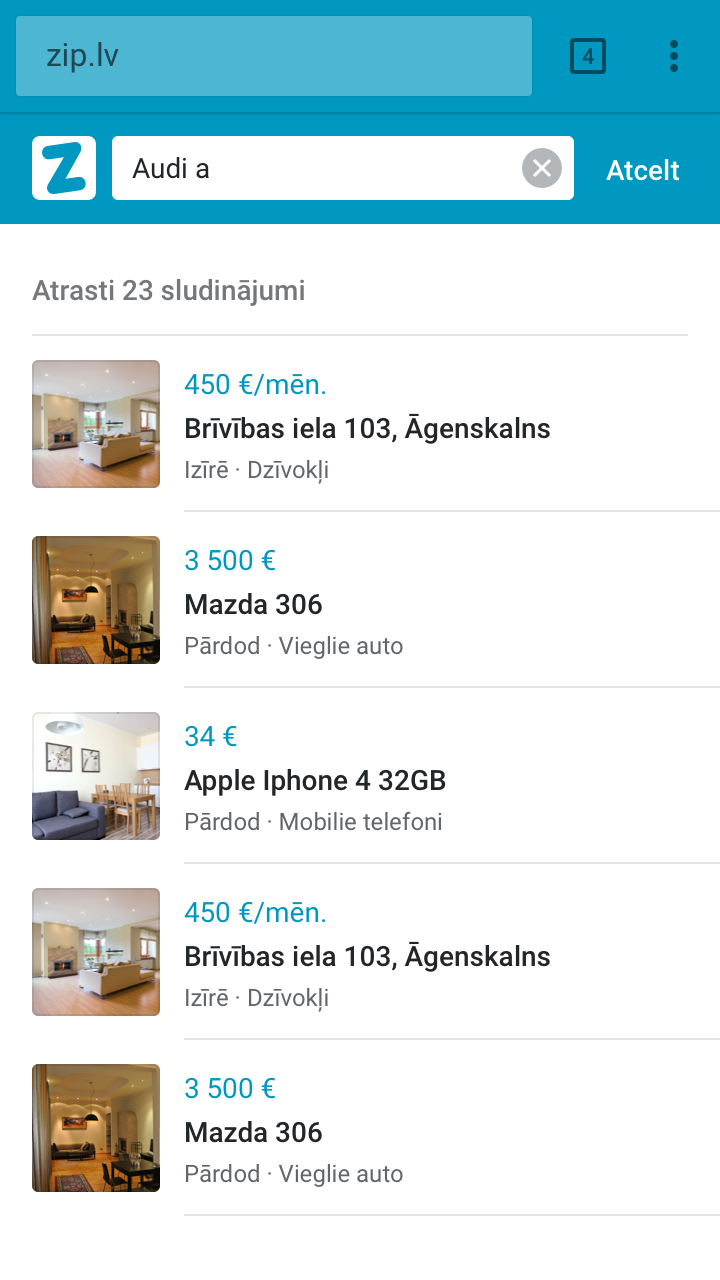 zip.lv
4
Z
Audi a
Atcelt
Atrasti 23 sludinājumi
450 €/mēn.
Brīvības iela 103, Āgenskalns
Izīrē · Dzīvokļi
3 500 €
Mazda 306
Pārdod · Vieglie auto
34 €
Apple Iphone 4 32GB
Pārdod · Mobilie telefoni
450 €/mēn.
Brīvības iela 103, Āgenskalns
Izīrē · Dzīvokļi
3 500 €
Mazda 306
Pārdod · Vieglie auto